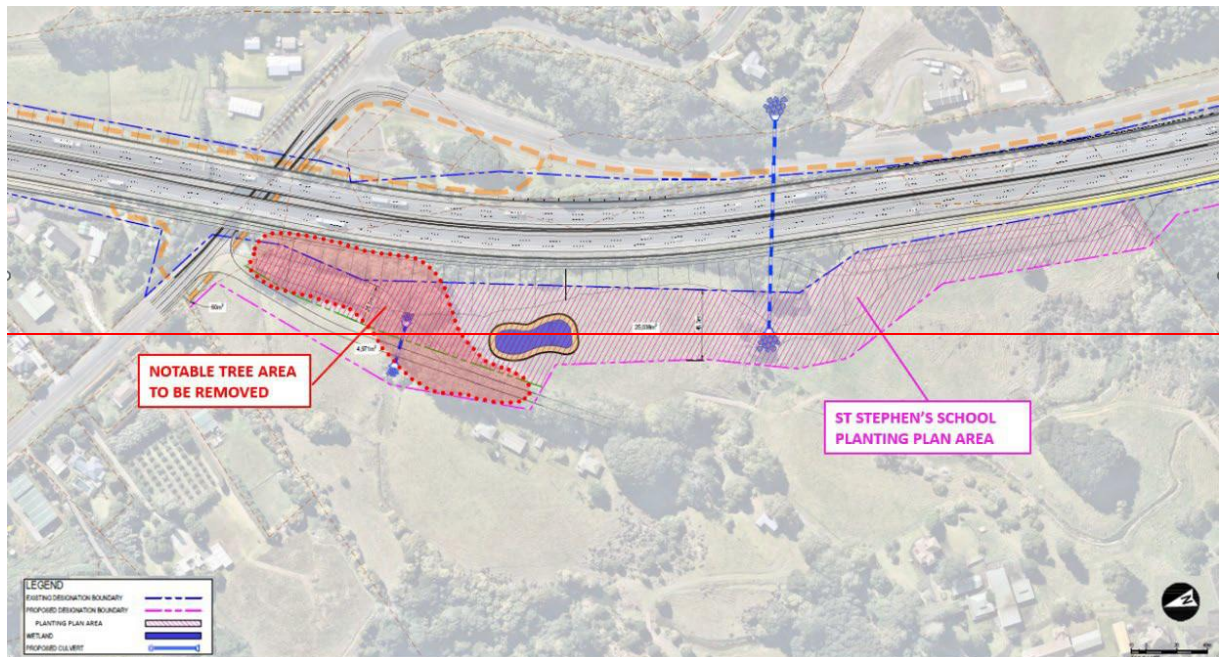 NOTABLE TREE AREA
TO BE REMOVED
ST STEPHEN'S SCHOOL
PLANTING PLAN AREA
LEGEND
EXISTING DESIGNATION BOUNDARY
PROPOSED DESIGNATION BOUNDARY
PLANTING PLAN AREA
WETLAND
PROPOSED CULVERT